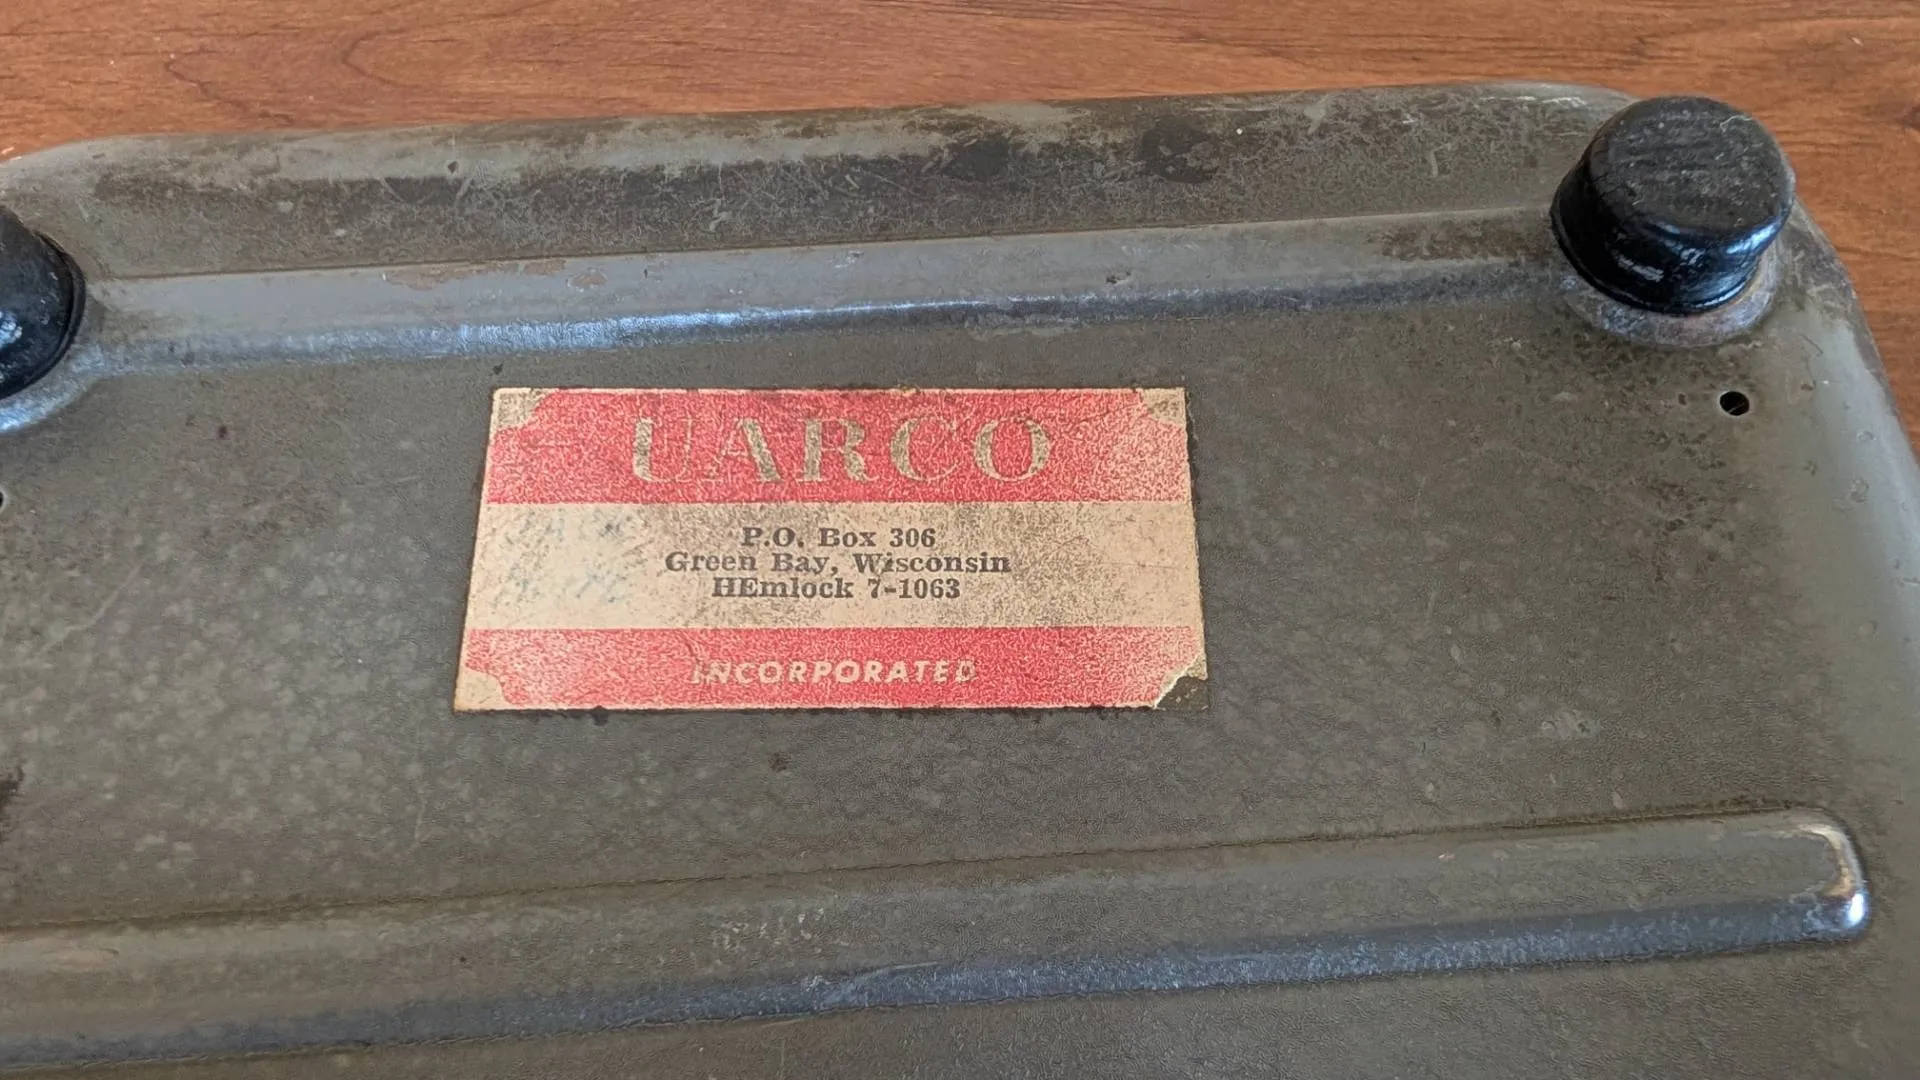 UARCO
P.O. Box 306
Green Bay, Wisconsin
HEmlock 7-1063
INCORPORATED